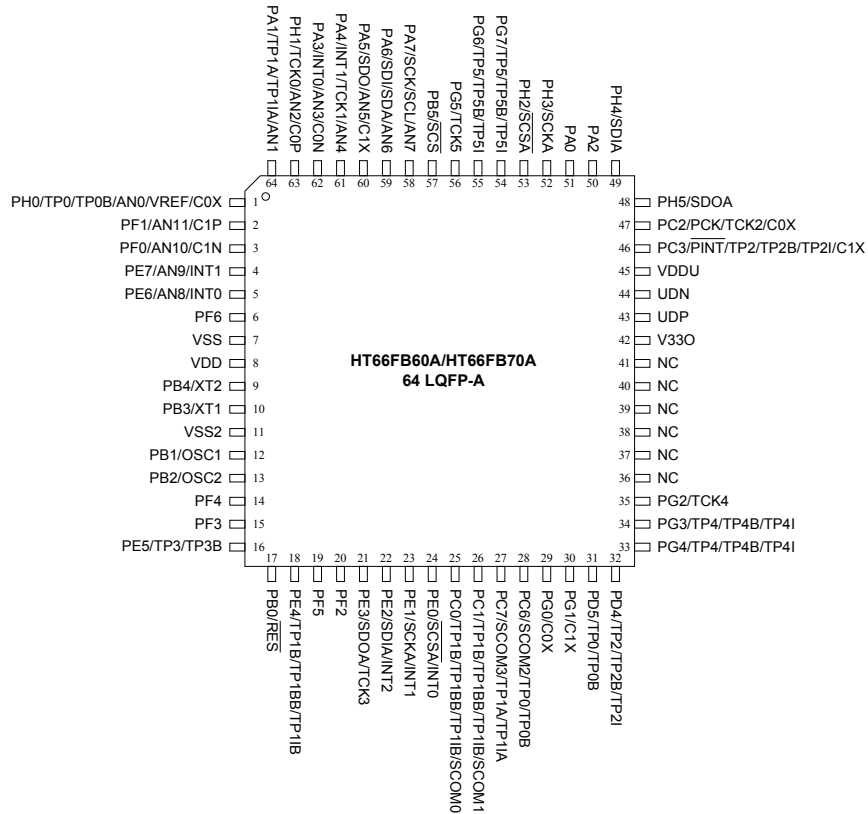 PA1/TP1A/TP1IA/AN1
PH1/TCK0/AN2/C0P
PA3/INT0/AN3/C0N
PA4/INT1/TCK1/AN4
PA5/SDO/AN5/C1X
PA6/SDI/SDA/AN6
PA7/SCK/SCL/AN7
PB5/SCS
PG5/TCK5
PG6/TP5/TP5B/TP5I
PG7/TP5/TP5B/TP5I
PH2/SCSA
PH3/SCKA
PA0
PA2
PH4/SDIA
64 63 62 61 60 59 58 57 56 55 54 53 52 51 50 49
PH0/TP0/TP0B/AN0/VREF/C0X 1
PF1/AN11/C1P 2
PF0/AN10/C1N 3
PE7/AN9/INT1 4
PE6/AN8/INT0 5
PF6 6
VSS 7
VDD 8
PB4/XT2 9
PB3/XT1 10
VSS2 11
PB1/OSC1 12
PB2/OSC2 13
PF4 14
PF3 15
PE5/TP3/TP3B 16
HT66FB60A/HT66FB70A
64 LQFP-A
48 PH5/SDOA
47 PC2/PCK/TCK2/C0X
46 PC3/PINT/TP2/TP2B/TP2I/C1X
45 VDDU
44 UDN
43 UDP
42 V33O
41 NC
40 NC
39 NC
38 NC
37 NC
36 NC
35 PG2/TCK4
34 PG3/TP4/TP4B/TP4I
33 PG4/TP4/TP4B/TP4I
17 18 19 20 21 22 23 24 25 26 27 28 29 30 31 32
PB0/RES
PE4/TP1B/TP1BB/TP1IB
PF5
PF2
PE3/SDOA/TCK3
PE2/SDIA/INT2
PE1/SCKA/INT1
PE0/SCSA/INT0
PC0/TP1B/TP1BB/TP1IB/SCOM0
PC1/TP1B/TP1BB/TP1IB/SCOM1
PC7/SCOM3/TP1A/TP1IA
PC6/SCOM2/TP0/TP0B
PG0/C0X
PG1/C1X
PD5/TP0/TP0B
PD4/TP2/TP2B/TP2I